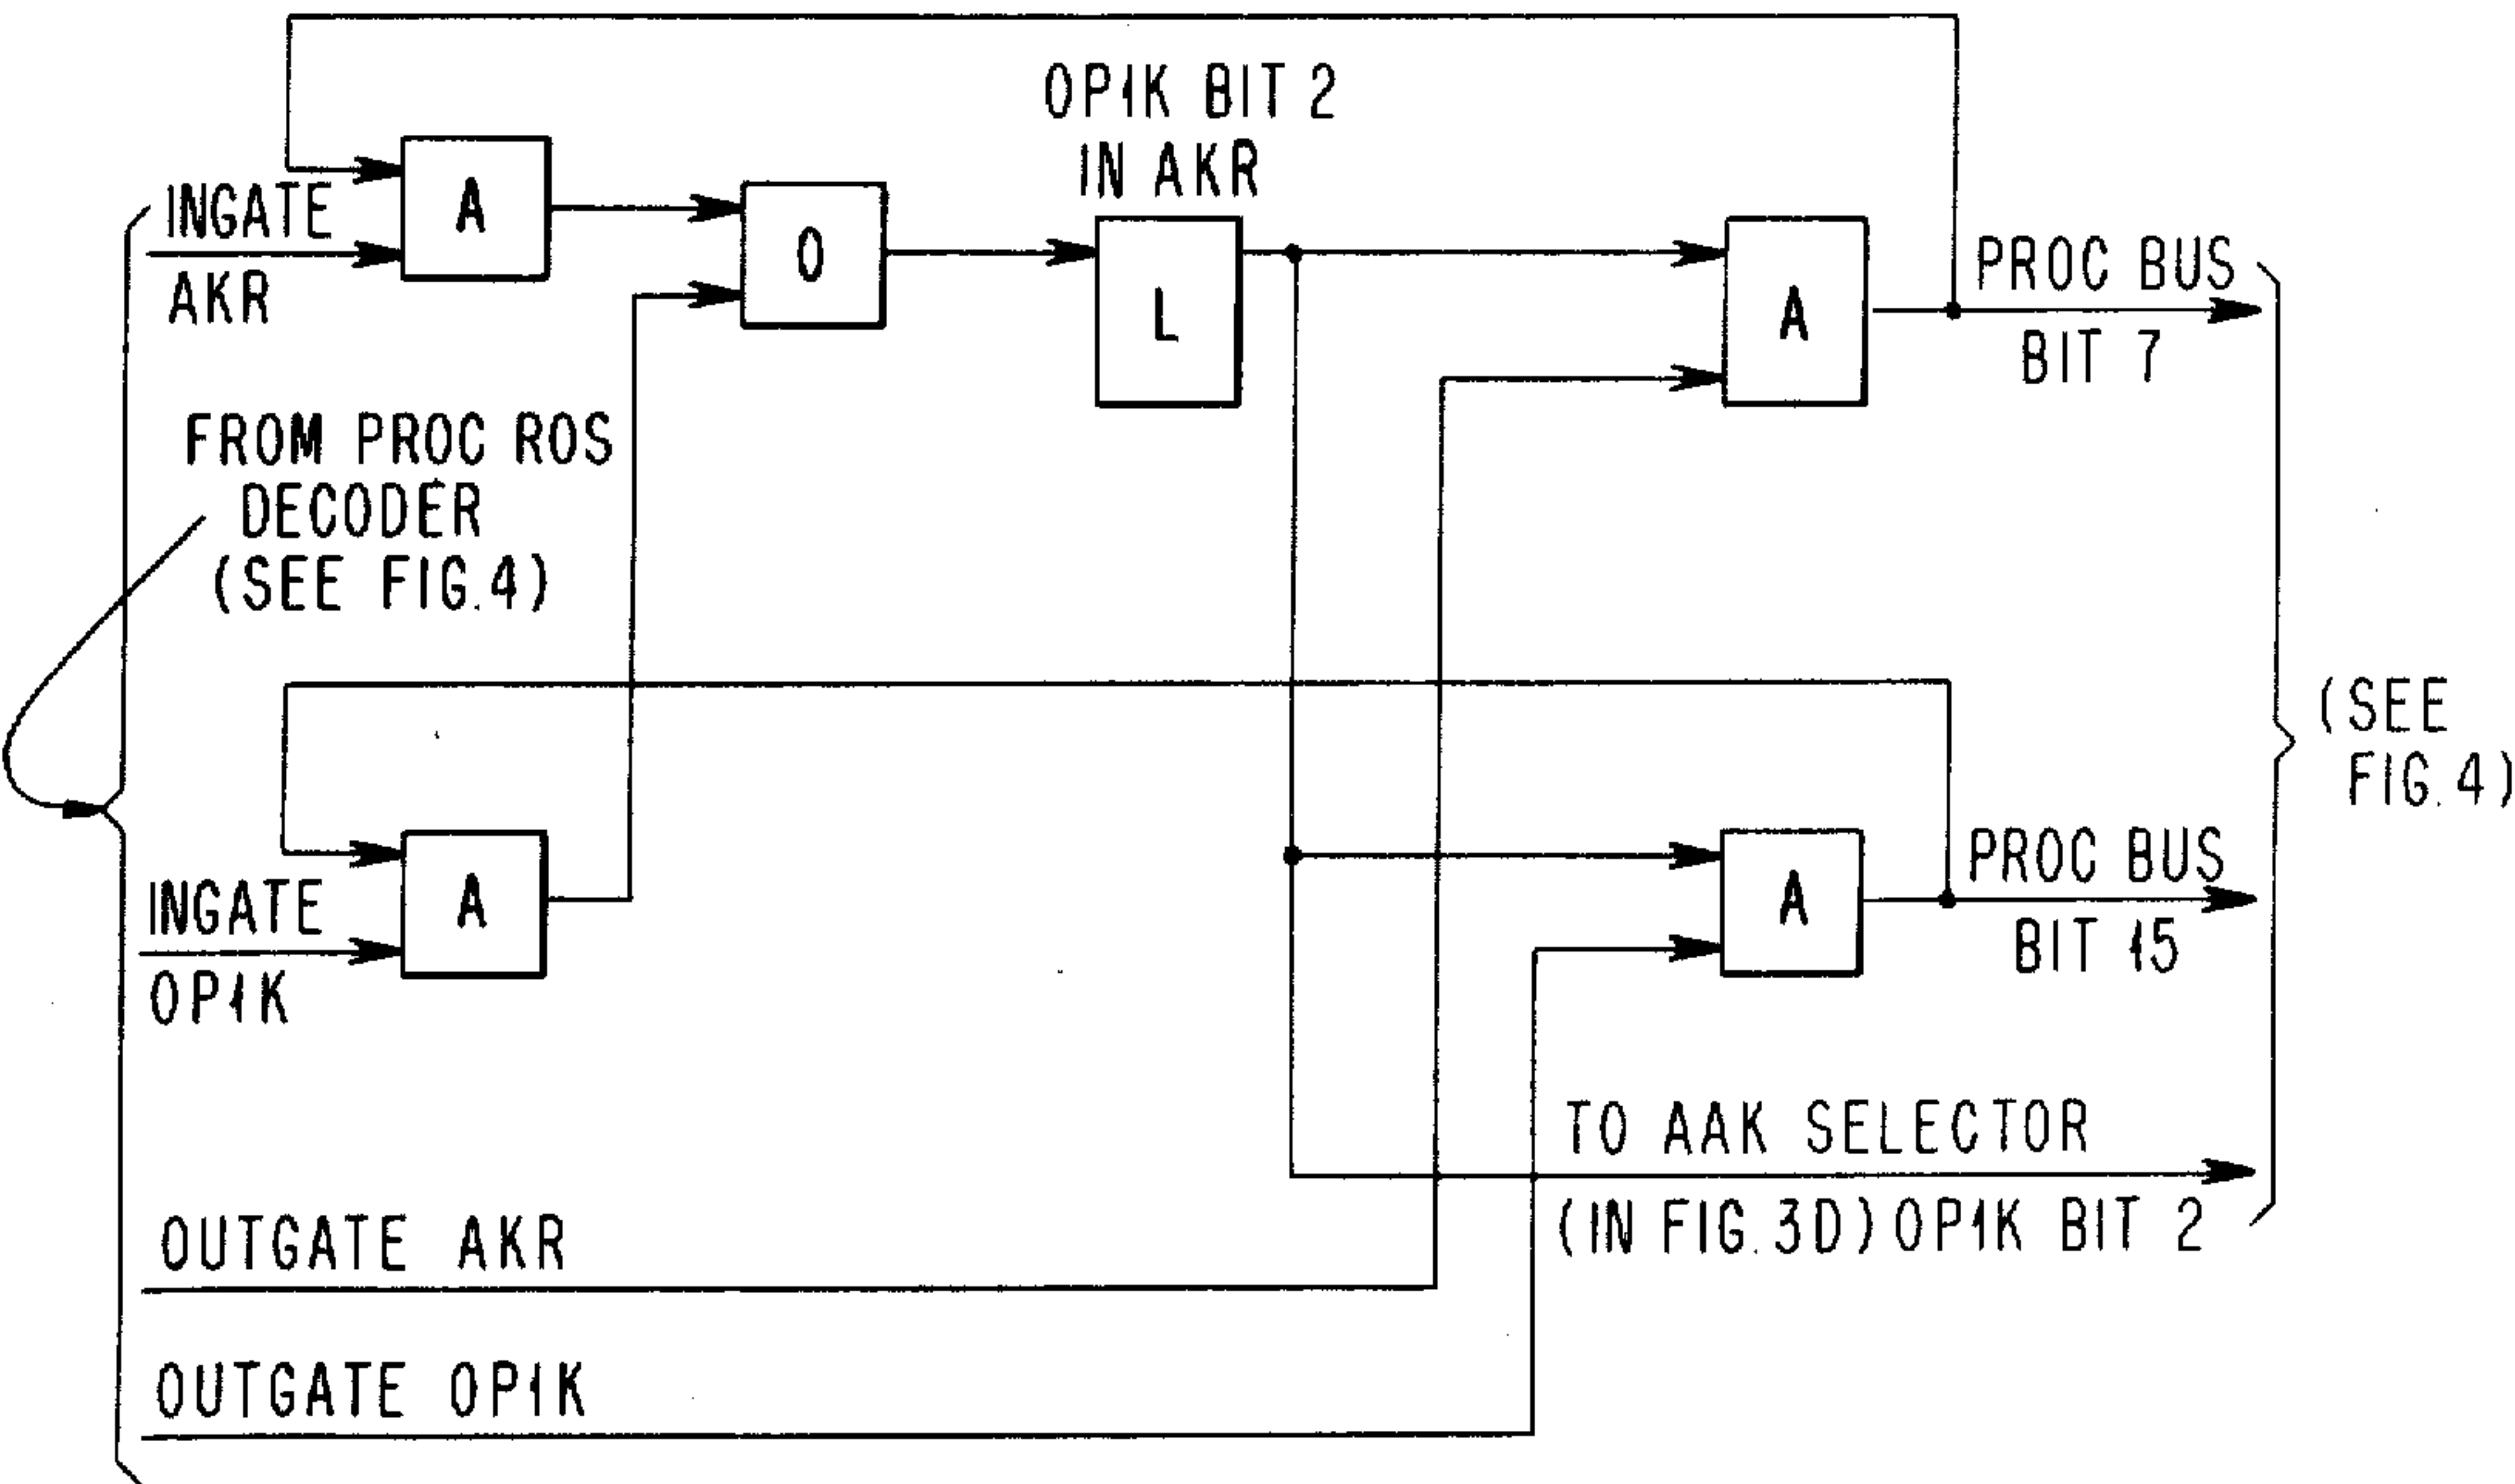 OP1K BIT 2
IN AKR
INGATE
AKR
A
O
L
A
PROC BUS
BIT 7
FROM PROC ROS
DECODER
(SEE FIG.4)
(SEE
FIG.4)
INGATE
OP1K
A
A
PROC BUS
BIT 15
TO AAK SELECTOR
(IN FIG.3D) OP1K BIT 2
OUTGATE AKR
OUTGATE OP1K